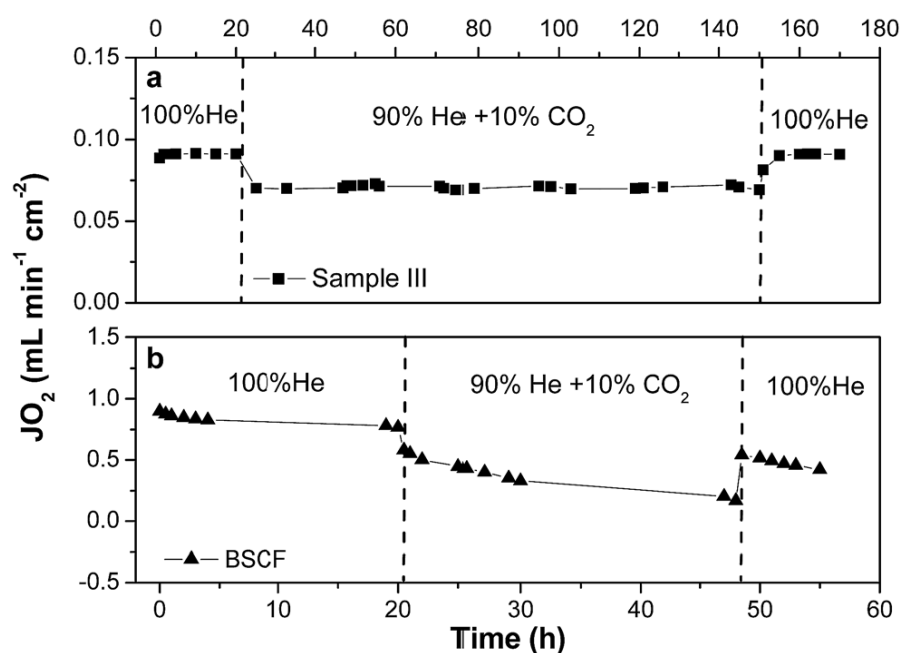 0 20 40 60 80 100 120 140 160 180
0.15
a
100%He
90% He +10% CO₂
100%He
0.10
0.05
Sample III
0.00
JO₂ (mL min⁻¹ cm⁻²)
1.5
b
100%He
90% He +10% CO₂
100%He
1.0
0.5
0.0
BSCF
-0.5
0 20 30 40 50 60
Time (h)